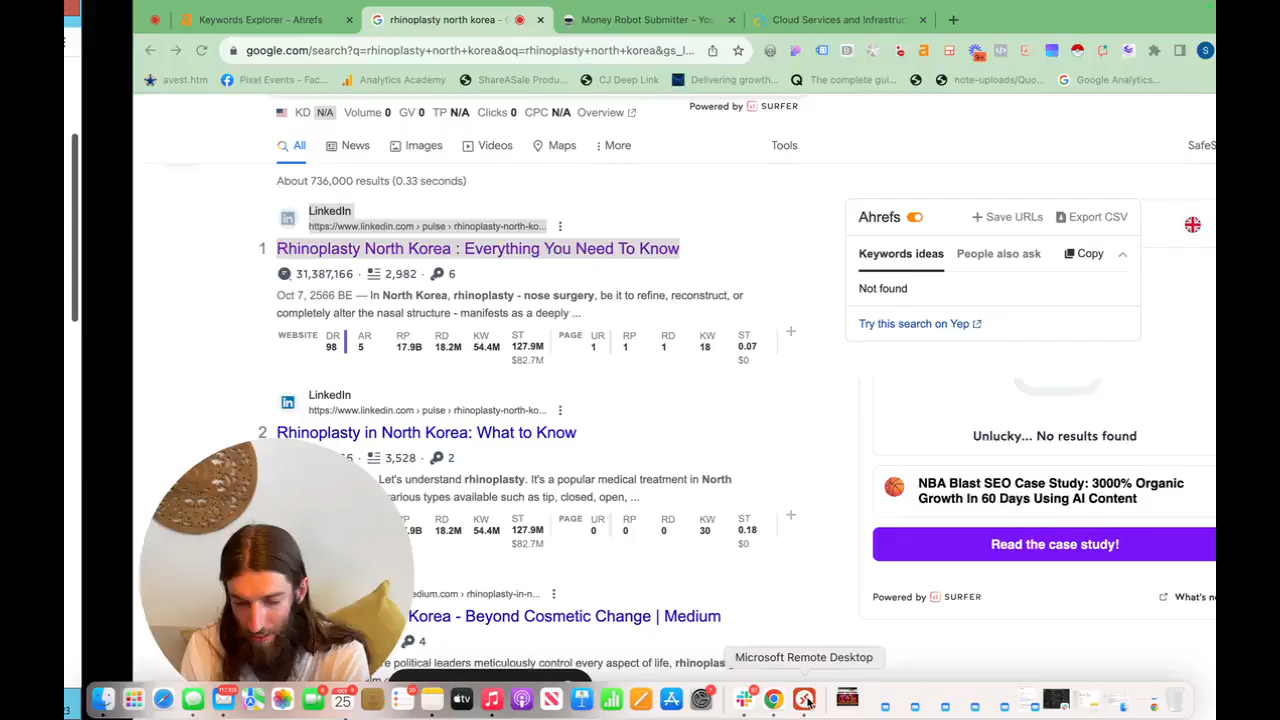 Keywords Explorer - Ahrefs
rhinoplasty north korea - G
Money Robot Submitter - You
Cloud Services and Infrastruc
google.com/search?q=rhinoplasty+north+korea&oq=rhinoplasty+north+korea&gs_l...
avest.htm
Pixel Events - Fac...
Analytics Academy
ShareASale Produ...
CJ Deep Link
Delivering growth...
The complete gui...
note-uploads/Quo...
Google Analytics...
KD N/A Volume 0 GV 0 TP N/A Clicks 0 CPC N/A Overview
Powered by SURFER
All News Images Videos Maps More Tools SafeS
About 736,000 results (0.33 seconds)
LinkedIn
https://www.linkedin.com › pulse › rhinoplasty-north-ko...
1 Rhinoplasty North Korea : Everything You Need To Know
31,387,166 2,982 6
Oct 7, 2566 BE — In North Korea, rhinoplasty - nose surgery, be it to refine, reconstruct, or
completely alter the nasal structure - manifests as a deeply ...
WEBSITE DR AR RP RD KW ST PAGE UR RP RD KW ST
98 5 17.9B 18.2M 54.4M 127.9M 1 1 1 18 0.07
$82.7M $0
LinkedIn
https://www.linkedin.com › pulse › rhinoplasty-north-ko...
2 Rhinoplasty in North Korea: What to Know
3,528 2
Let's understand rhinoplasty. It's a popular medical treatment in North
various types available such as tip, closed, open, ...
RD KW ST PAGE UR RP RD KW ST
18.2M 54.4M 127.9M 0 0 0 30 0.18
$82.7M $0
edium.com › rhinoplasty-in-n...
Korea - Beyond Cosmetic Change | Medium
4
re political leaders meticulously control every aspect of life, rhinoplas
Ahrefs
Save URLs
Export CSV
Keywords ideas
People also ask
Copy
Not found
Try this search on Yep
Unlucky... No results found
NBA Blast SEO Case Study: 3000% Organic
Growth In 60 Days Using AI Content
Read the case study!
Powered by SURFER
What's ne
Microsoft Remote Desktop
OCT
25
tv